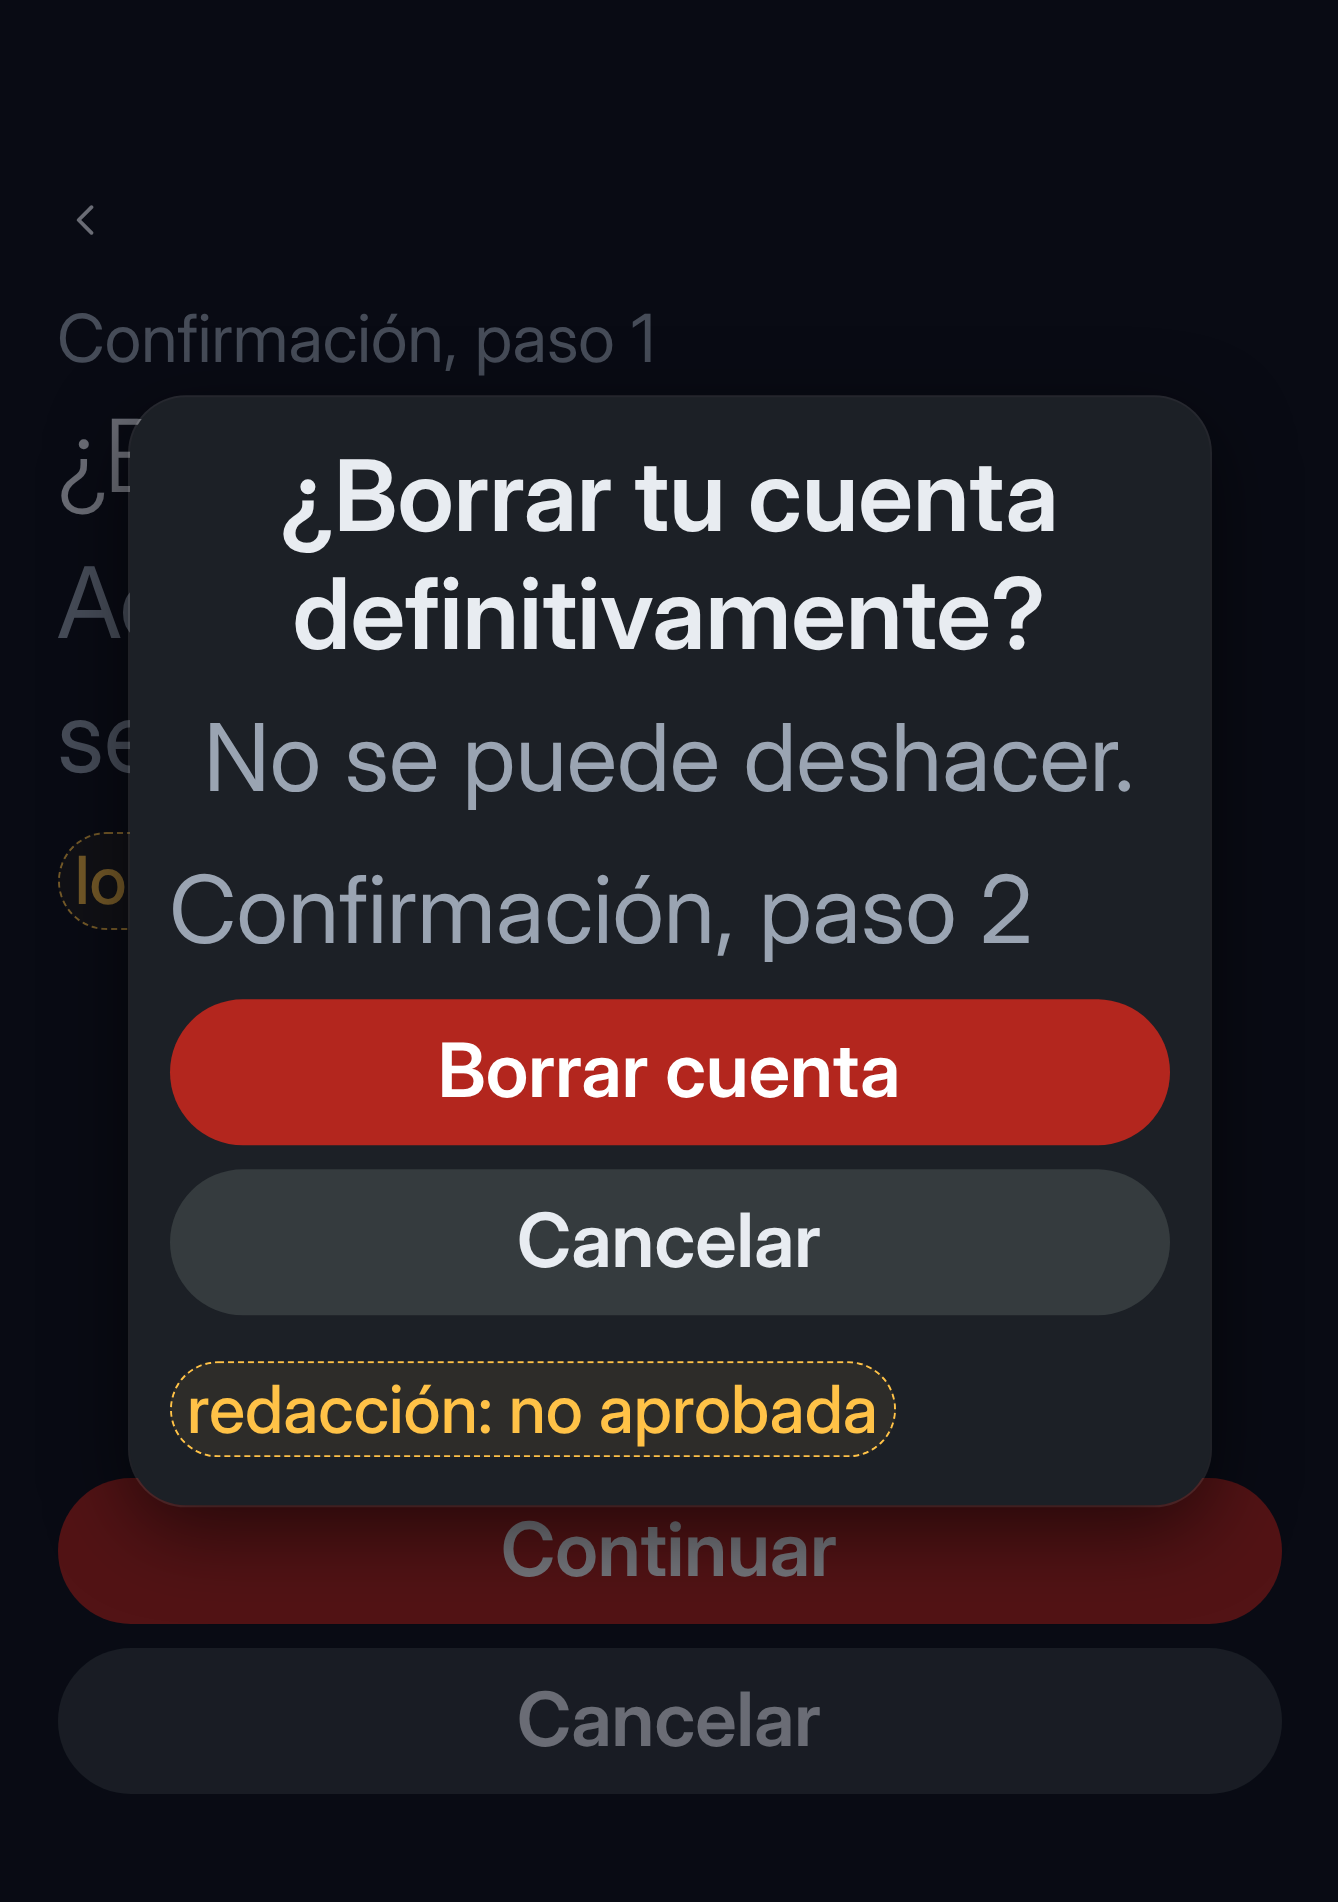 Confirmación, paso 1
¿Borrar tu cuenta
definitivamente?
No se puede deshacer.
Confirmación, paso 2
Borrar cuenta
Cancelar
redacción: no aprobada
Continuar
Cancelar